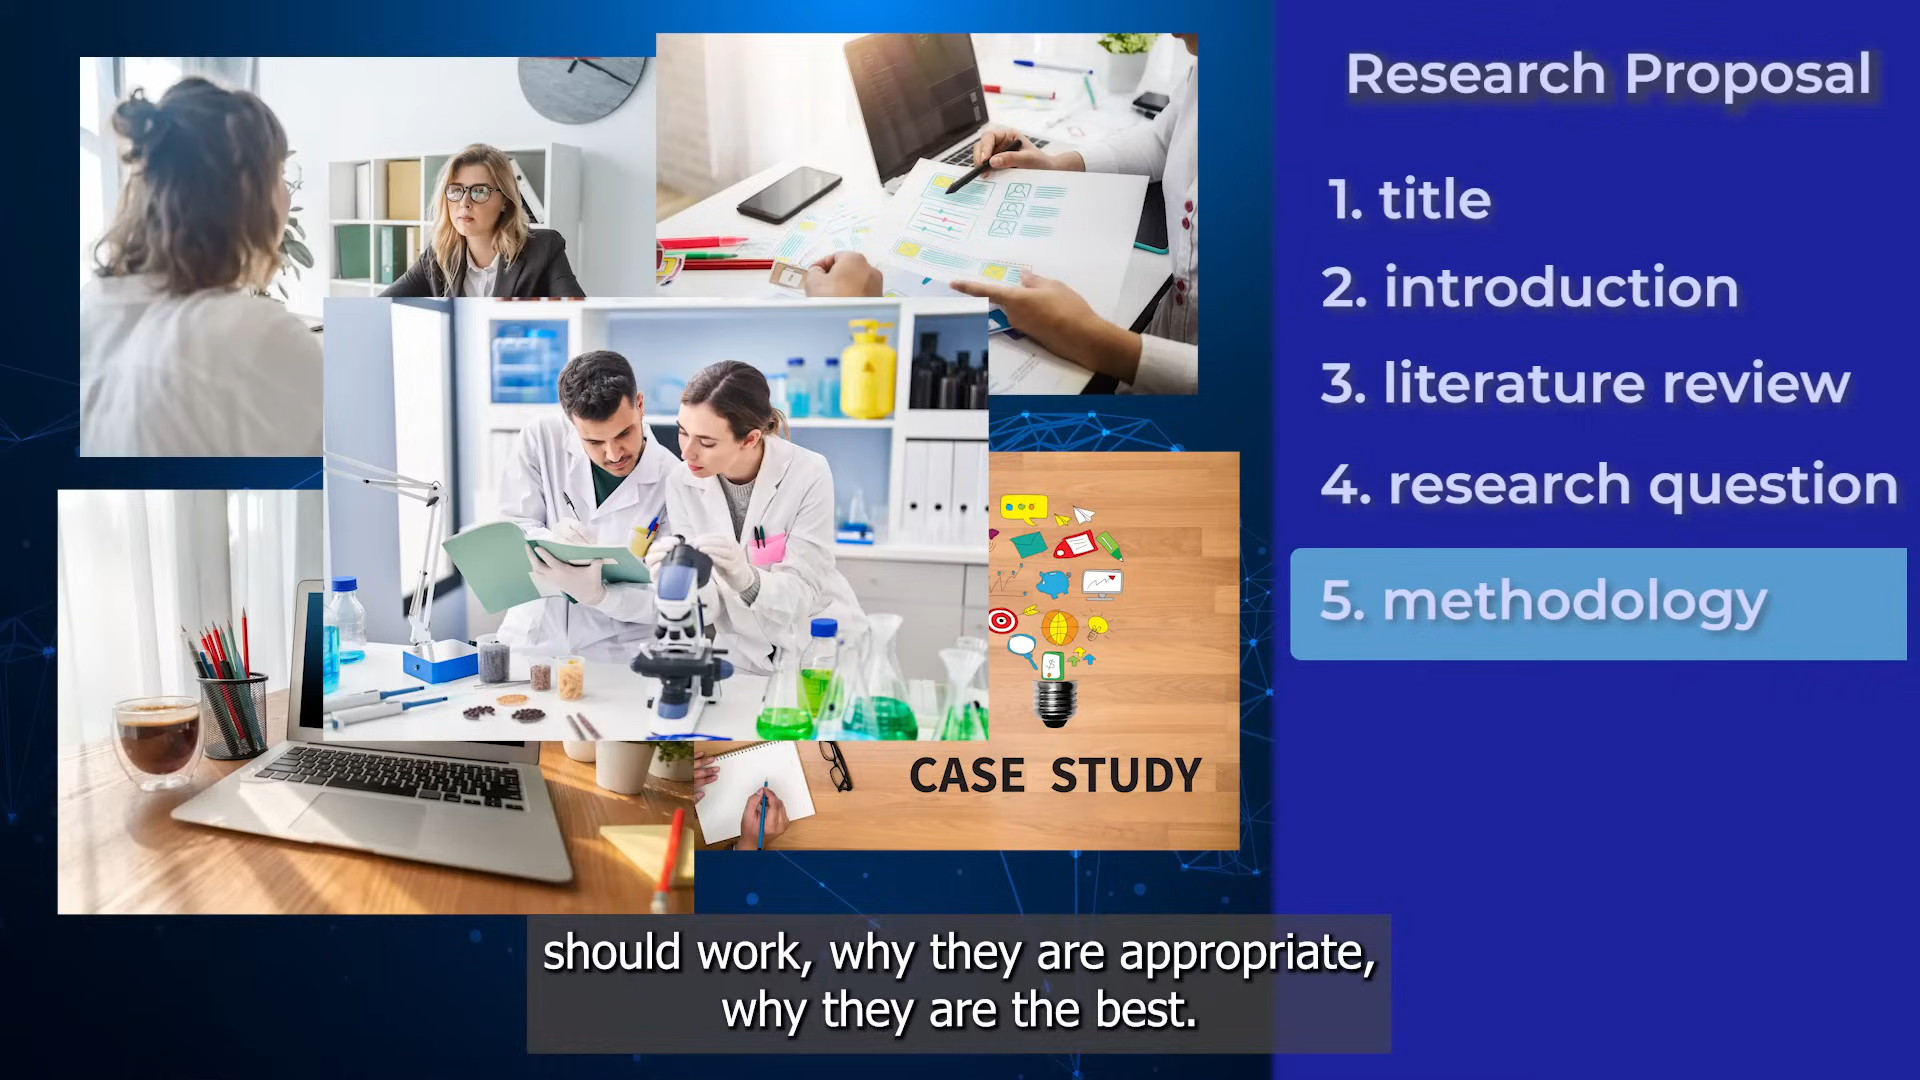 Research Proposal
1. title
2. introduction
3. literature review
4. research question
5. methodology
CASE STUDY
should work, why they are appropriate,
why they are the best.